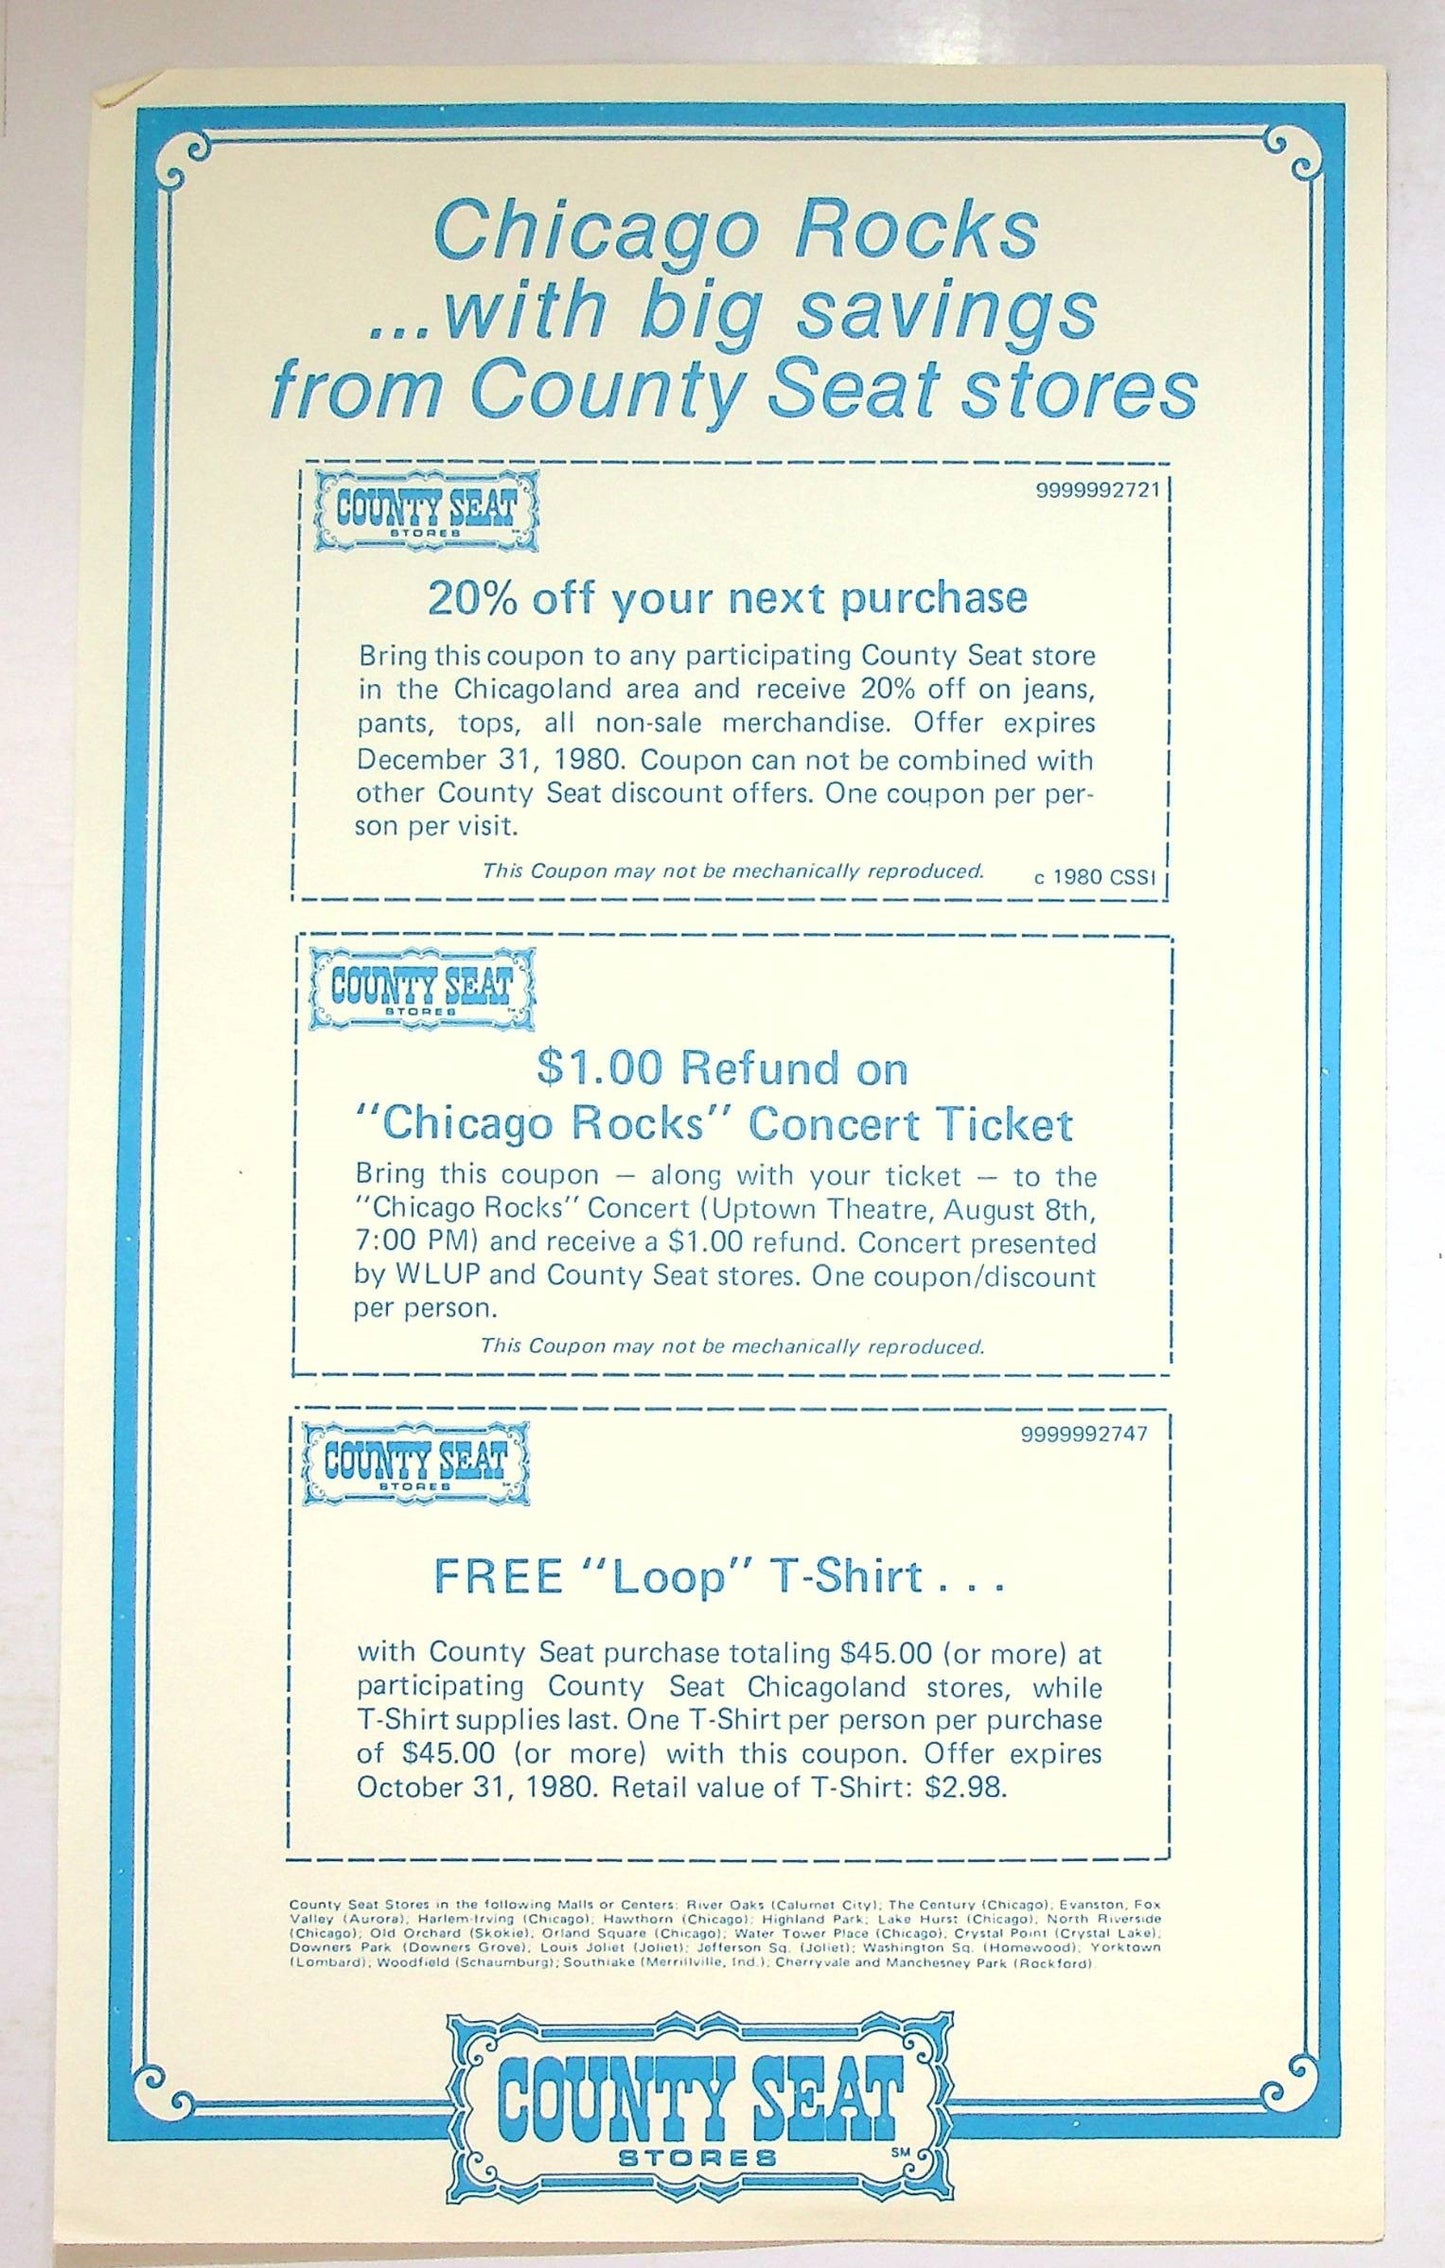 Chicago Rocks
...with big savings
from County Seat stores
COUNTY SEAT
STORES
TM
9999992721
20% off your next purchase
Bring this coupon to any participating County Seat store
in the Chicagoland area and receive 20% off on jeans,
pants, tops, all non-sale merchandise. Offer expires
December 31, 1980. Coupon can not be combined with
other County Seat discount offers. One coupon per per-
son per visit.
This Coupon may not be mechanically reproduced.
c 1980 CSSI
COUNTY SEAT
STORES
TM
$1.00 Refund on
"Chicago Rocks" Concert Ticket
Bring this coupon — along with your ticket — to the
"Chicago Rocks" Concert (Uptown Theatre, August 8th,
7:00 PM) and receive a $1.00 refund. Concert presented
by WLUP and County Seat stores. One coupon/discount
per person.
This Coupon may not be mechanically reproduced.
COUNTY SEAT
STORES
TM
9999992747
FREE "Loop" T-Shirt . . .
with County Seat purchase totaling $45.00 (or more) at
participating County Seat Chicagoland stores, while
T-Shirt supplies last. One T-Shirt per person per purchase
of $45.00 (or more) with this coupon. Offer expires
October 31, 1980. Retail value of T-Shirt: $2.98.
County Seat Stores in the following Malls or Centers: River Oaks (Calumet City); The Century (Chicago); Evanston; Fox
Valley (Aurora); Harlem-Irving (Chicago); Hawthorn (Chicago); Highland Park; Lake Hurst (Chicago); North Riverside
(Chicago); Old Orchard (Skokie); Orland Square (Chicago); Water Tower Place (Chicago); Crystal Point (Crystal Lake);
Downers Park (Downers Grove); Louis Joliet (Joliet); Jefferson Sq. (Joliet); Washington Sq. (Homewood); Yorktown
(Lombard); Woodfield (Schaumburg); Southlake (Merrillville, Ind.); Cherryvale and Manchesney Park (Rockford)
COUNTY SEAT
STORES
SM